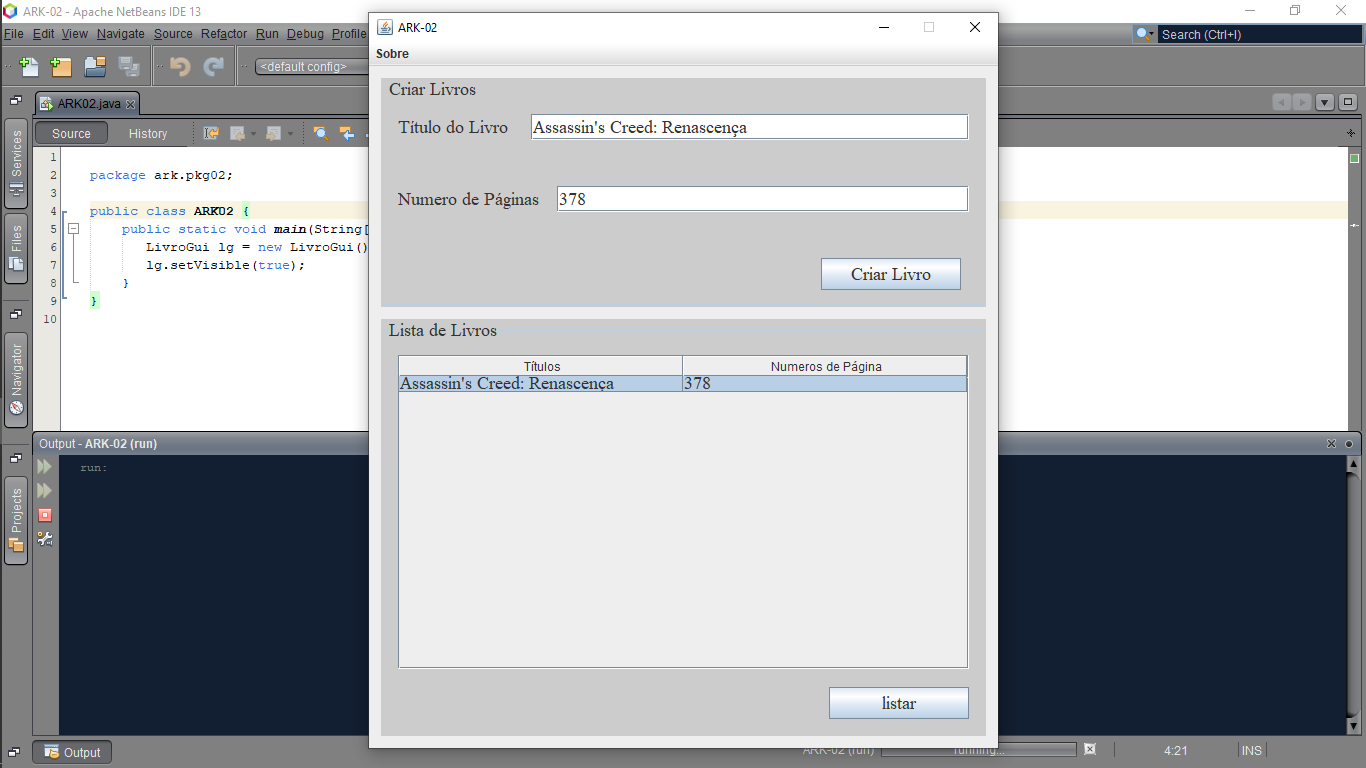 ARK-02 - Apache NetBeans IDE 13
File Edit View Navigate Source Refactor Run Debug Profile
Search (Ctrl+I)
<default config>
ARK02.java
Source History
Services
Files
Navigator
Projects
1
2 package ark.pkg02;
3
4 public class ARK02 {
5 public static void main(String[
6 LivroGui lg = new LivroGui()
7 lg.setVisible(true);
8 }
9 }
10
Output - ARK-02 (run)
run:
ARK-02
Sobre
Criar Livros
Título do Livro Assassin's Creed: Renascença
Numero de Páginas 378
Criar Livro
Lista de Livros
Títulos Numeros de Página
Assassin's Creed: Renascença 378
listar
Output
ARK-02 (run) running...
4:21 INS